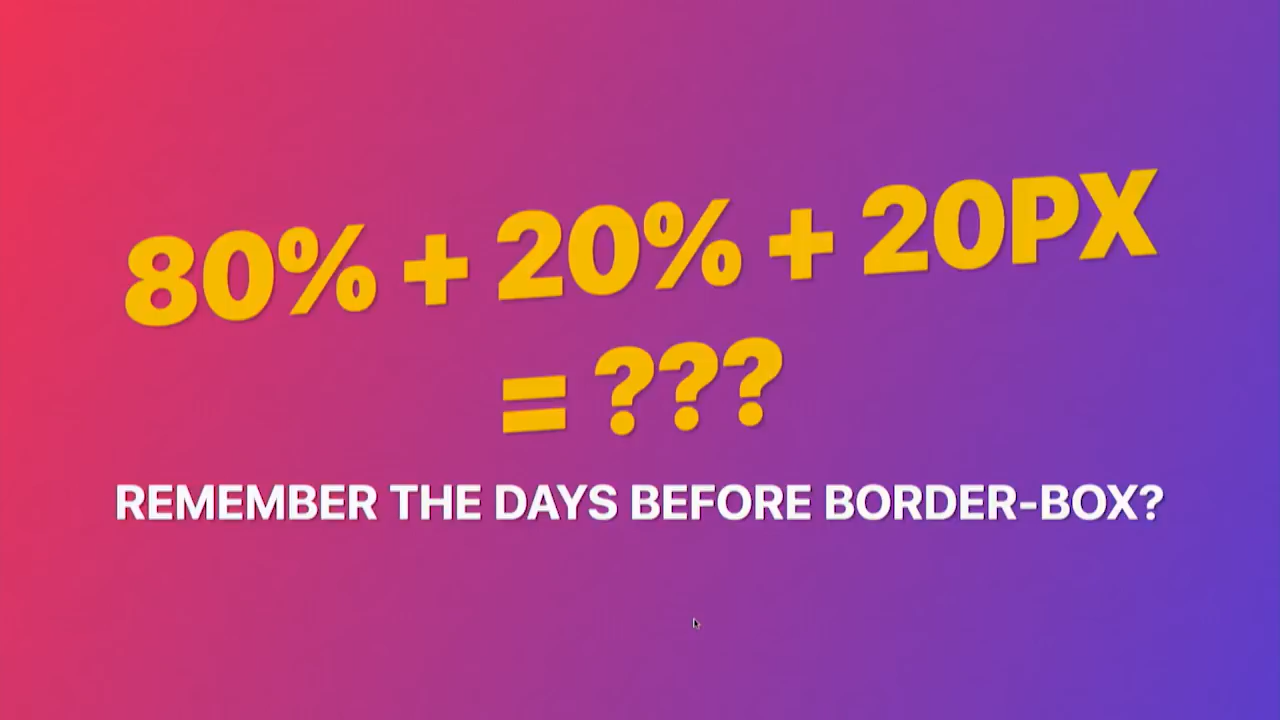 80% + 20% + 20PX
= ???
REMEMBER THE DAYS BEFORE BORDER-BOX?